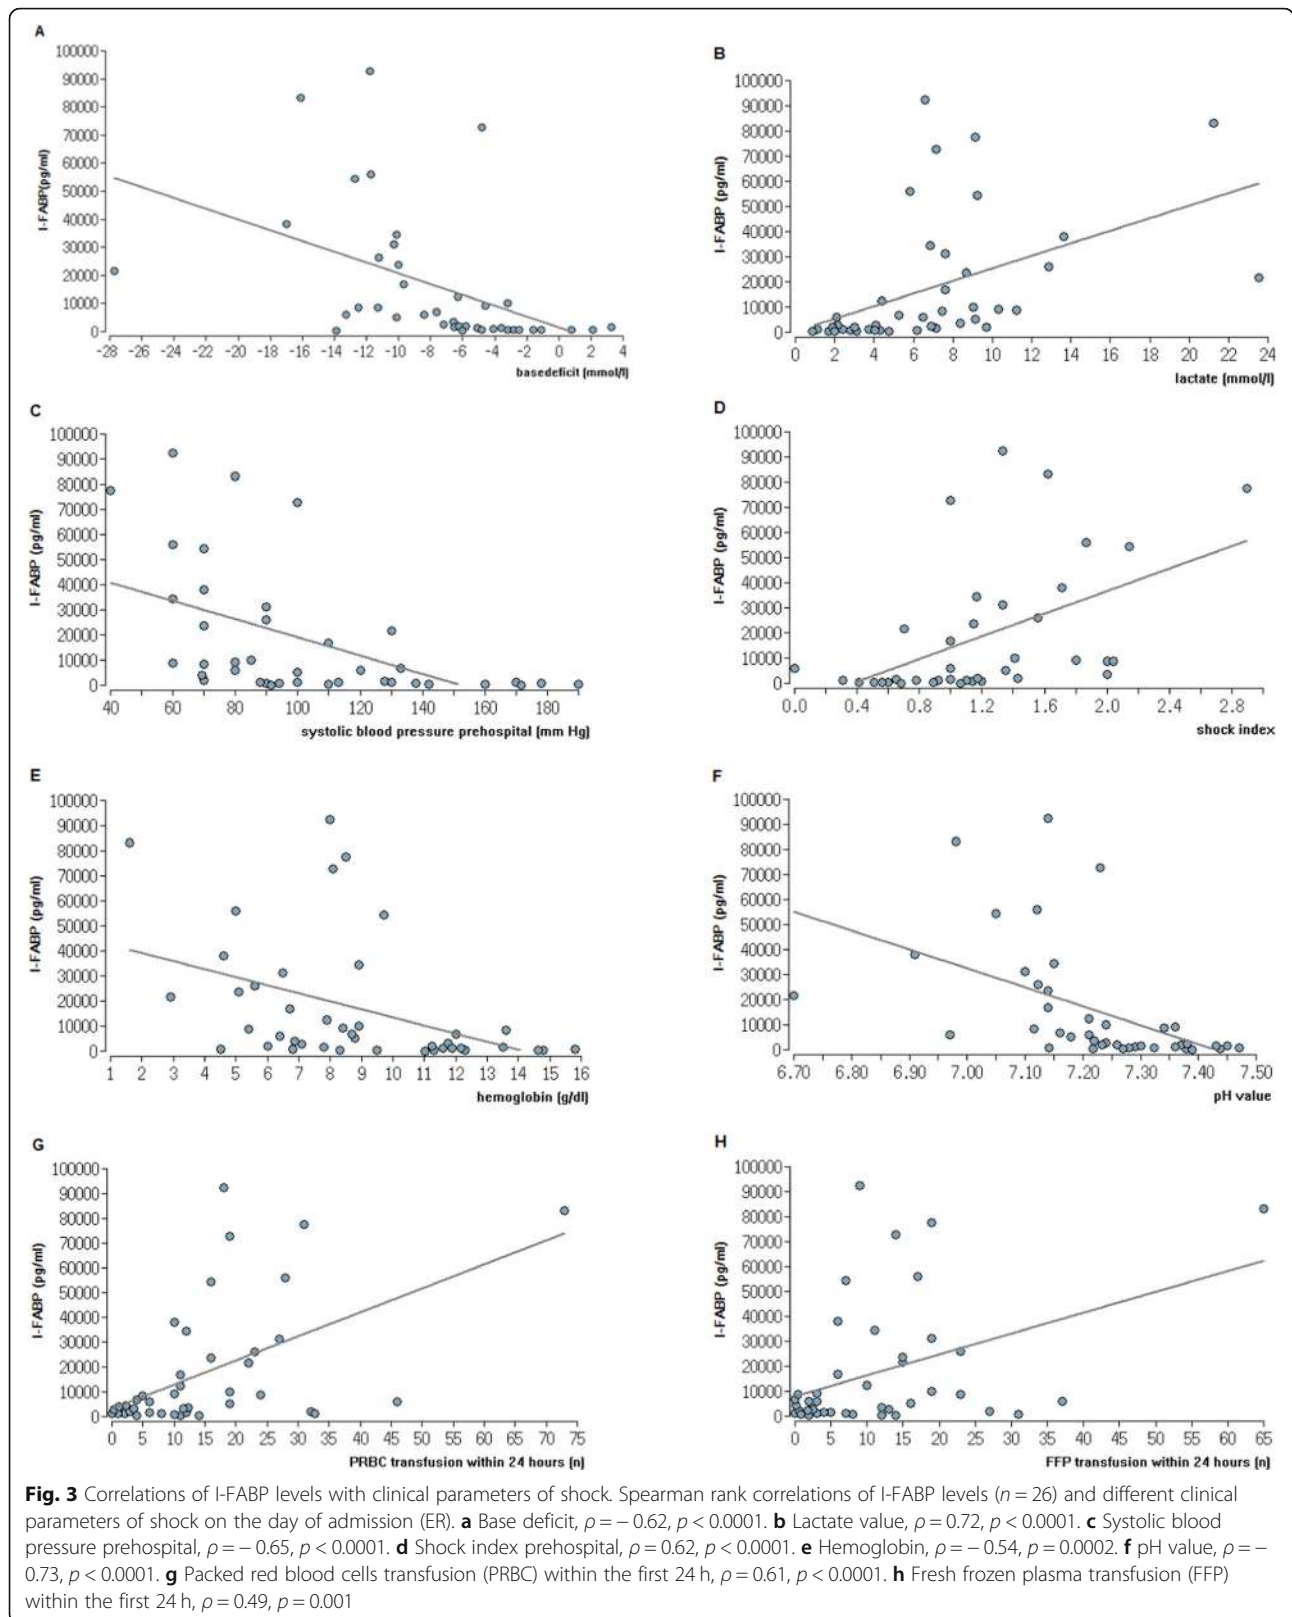 A
100000
90000
80000
70000
60000
50000
40000
30000
20000
10000
0
I-FABP(pg/ml)
-28 -26 -24 -22 -20 -18 -16 -14 -12 -10 -8 -6 -4 -2 0 2 4
basedeficit (mmol/l)
B
100000
90000
80000
70000
60000
50000
40000
30000
20000
10000
0
I-FABP (pg/ml)
0 2 4 6 8 10 12 14 16 18 20 22 24
lactate (mmol/l)
C
100000
90000
80000
70000
60000
50000
40000
30000
20000
10000
0
I-FABP (pg/ml)
40 60 80 100 120 140 160 180
systolic blood pressure prehospital (mm Hg)
D
100000
90000
80000
70000
60000
50000
40000
30000
20000
10000
0
I-FABP (pg/ml)
0.0 0.4 0.8 1.2 1.6 2.0 2.4 2.8
shock index
E
100000
90000
80000
70000
60000
50000
40000
30000
20000
10000
0
I-FABP (pg/ml)
1 2 3 4 5 6 7 8 9 10 11 12 13 14 15 16
hemoglobin (g/dl)
F
100000
90000
80000
70000
60000
50000
40000
30000
20000
10000
0
I-FABP (pg/ml)
6.70 6.80 6.90 7.00 7.10 7.20 7.30 7.40 7.50
pH value
G
100000
90000
80000
70000
60000
50000
40000
30000
20000
10000
0
I-FABP (pg/ml)
0 5 10 15 20 25 30 35 40 45 50 55 60 65 70 75
PRBC transfusion within 24 hours (n)
H
100000
90000
80000
70000
60000
50000
40000
30000
20000
10000
0
I-FABP (pg/ml)
0 5 10 15 20 25 30 35 40 45 50 55 60 65
FFP transfusion within 24 hours (n)
Fig. 3 Correlations of I-FABP levels with clinical parameters of shock. Spearman rank correlations of I-FABP levels (n = 26) and different clinical
parameters of shock on the day of admission (ER). a Base deficit, ρ = − 0.62, p < 0.0001. b Lactate value, ρ = 0.72, p < 0.0001. c Systolic blood
pressure prehospital, ρ = − 0.65, p < 0.0001. d Shock index prehospital, ρ = 0.62, p < 0.0001. e Hemoglobin, ρ = − 0.54, p = 0.0002. f pH value, ρ = −
0.73, p < 0.0001. g Packed red blood cells transfusion (PRBC) within the first 24 h, ρ = 0.61, p < 0.0001. h Fresh frozen plasma transfusion (FFP)
within the first 24 h, ρ = 0.49, p = 0.001